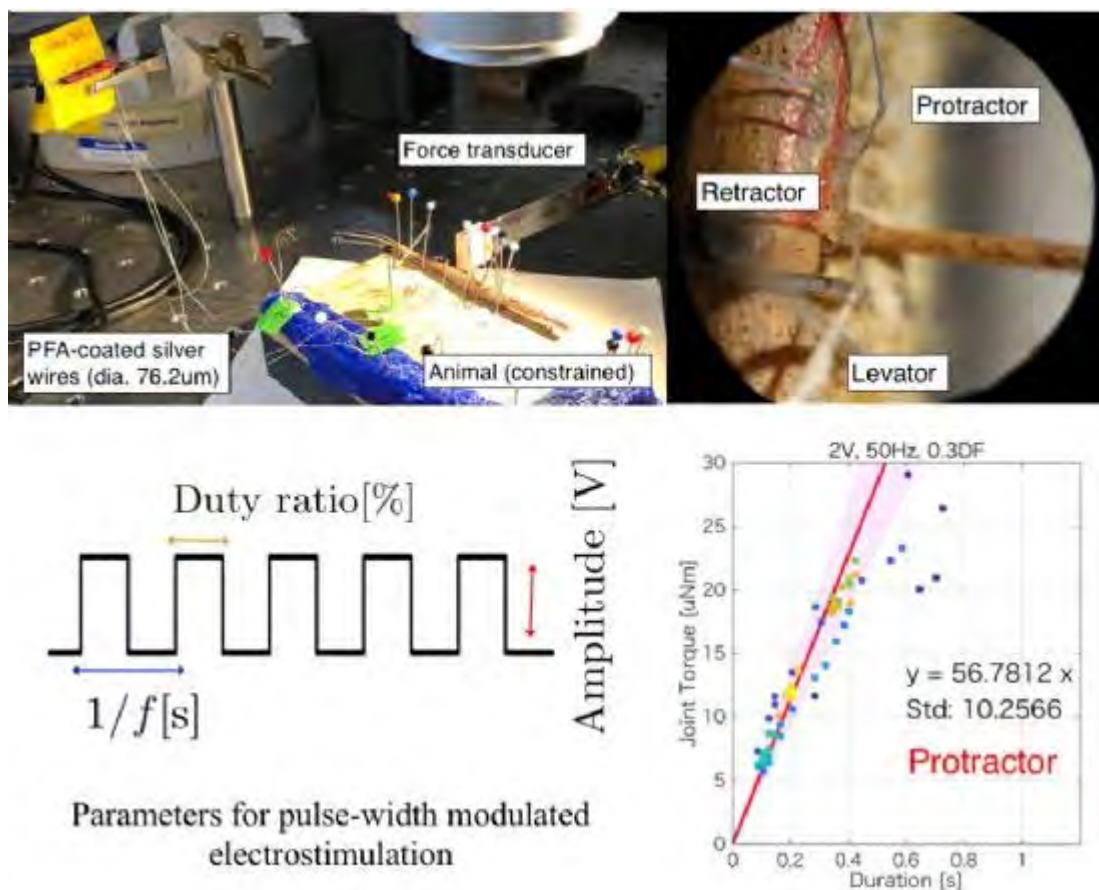 Force transducer
PFA-coated silver
wires (dia. 76.2um)
Animal (constrained)
Protractor
Retractor
Levator
Duty ratio[%]
Amplitude [V]
1/f[s]
Parameters for pulse-width modulated
electrostimulation
2V, 50Hz, 0.3DF
Joint Torque [uNm]
30
25
20
15
10
5
0
y = 56.7812 x
Std: 10.2566
Protractor
0 0.2 0.4 0.6 0.8 1
Duration [s]